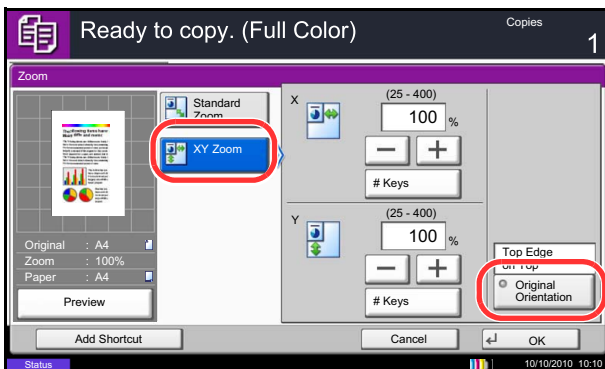 Ready to copy. (Full Color)
Copies
1
Zoom
Standard
Zoom
XY Zoom
X
(25 - 400)
100 %
# Keys
Y
(25 - 400)
100 %
# Keys
Original : A4
Zoom : 100%
Paper : A4
Preview
Top Edge
on Top
Original
Orientation
Add Shortcut
Cancel
OK
Status
10/10/2010 10:10